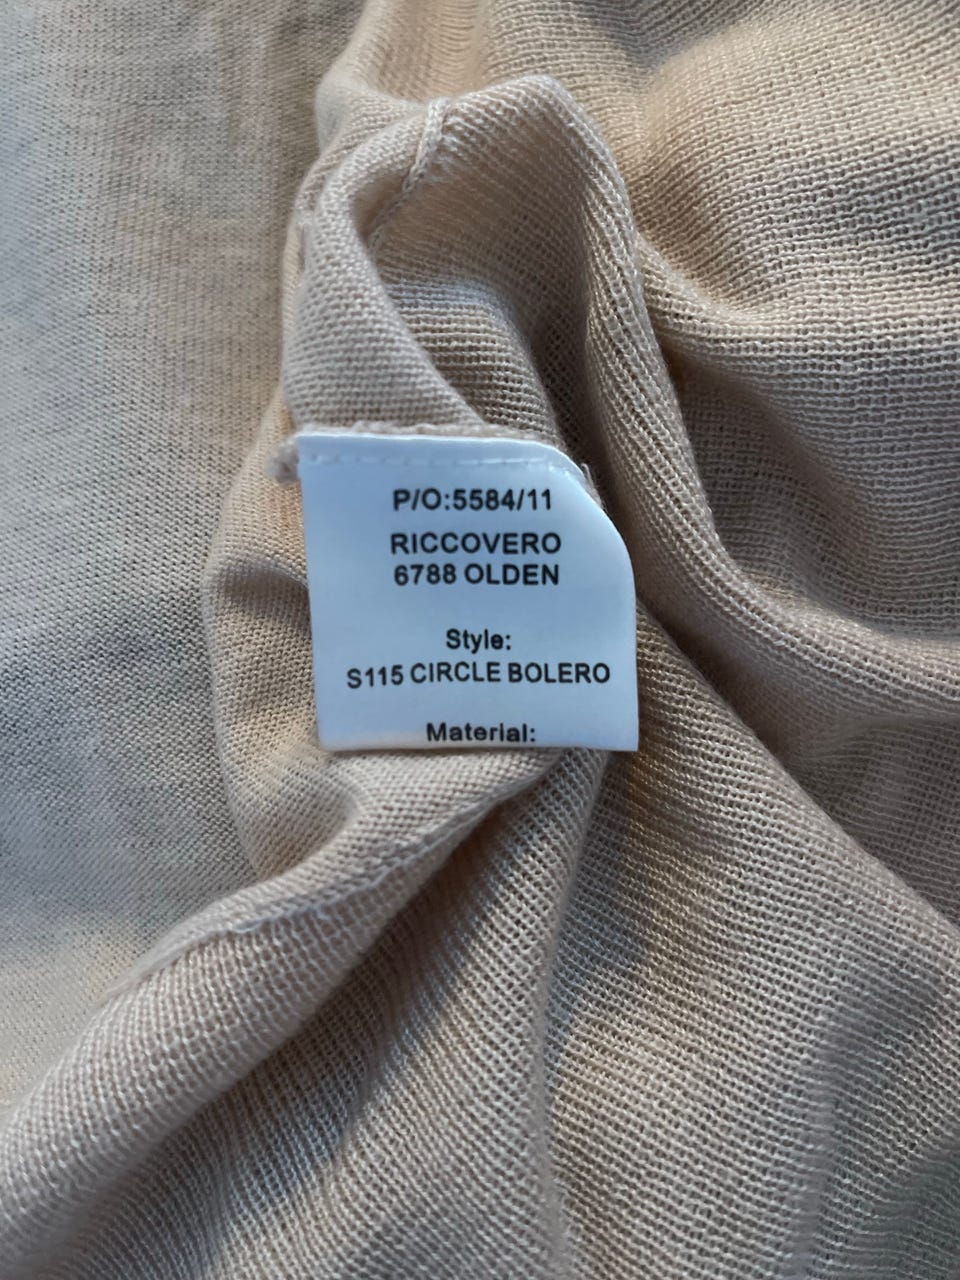 P/O:5584/11
RICCOVERO
6788 OLDEN
Style:
S115 CIRCLE BOLERO
Material: